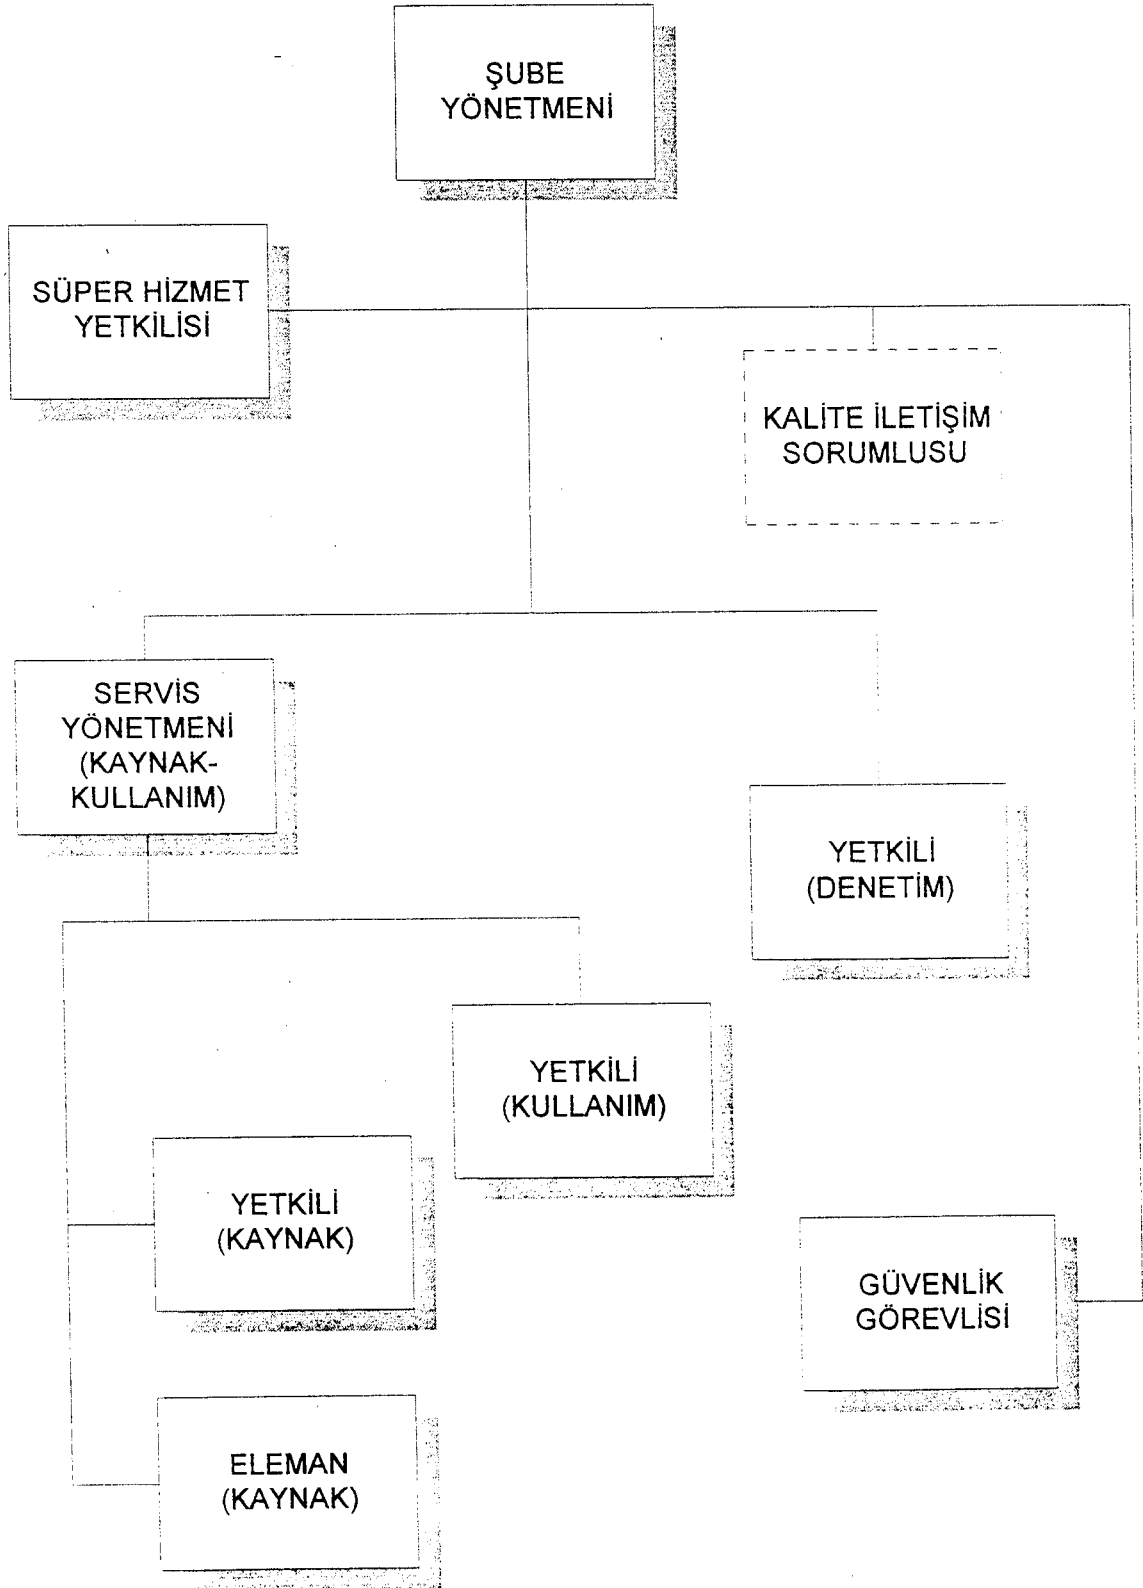 ŞUBE
YÖNETMENİ
SÜPER HİZMET
YETKİLİSİ
KALİTE İLETİŞİM
SORUMLUSU
SERVİS
YÖNETMENİ
(KAYNAK-
KULLANIM)
YETKİLİ
(DENETİM)
YETKİLİ
(KULLANIM)
YETKİLİ
(KAYNAK)
GÜVENLİK
GÖREVLİSİ
ELEMAN
(KAYNAK)